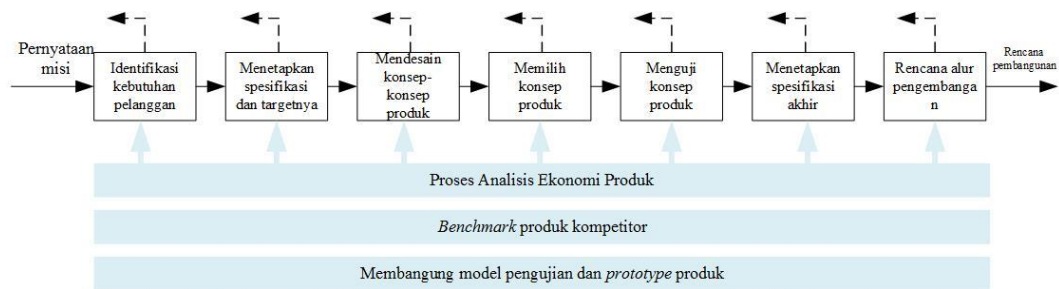 Pernyataan
misi
Identifikasi
kebutuhan
pelanggan
Menetapkan
spesifikasi
dan targetnya
Mendesain
konsep-
konsep
produk
Memilih
konsep
produk
Menguji
konsep
produk
Menetapkan
spesifikasi
akhir
Rencana alur
pengembanga
n
Rencana
pembangunan
Proses Analisis Ekonomi Produk
Benchmark produk kompetitor
Membangung model pengujian dan prototype produk